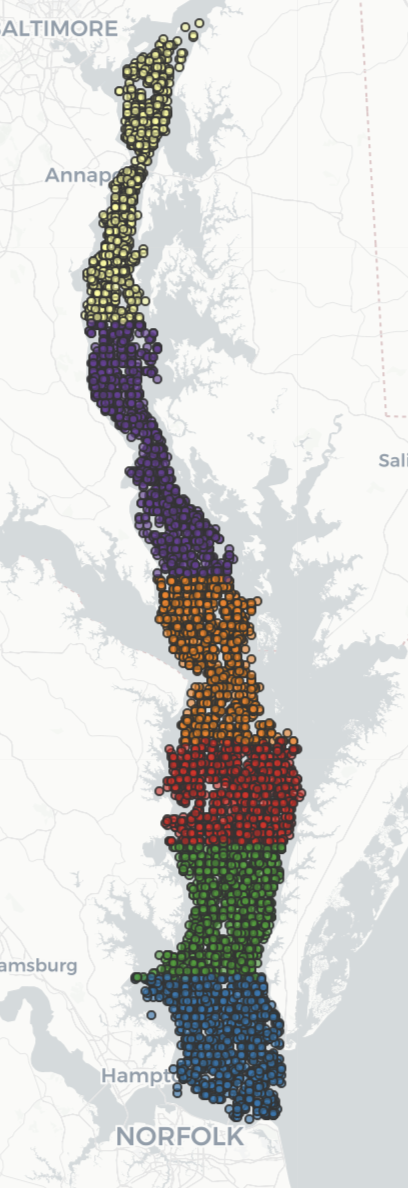 ALTIMORE
Annap
Sali
amsburg
Hampt
NORFOLK